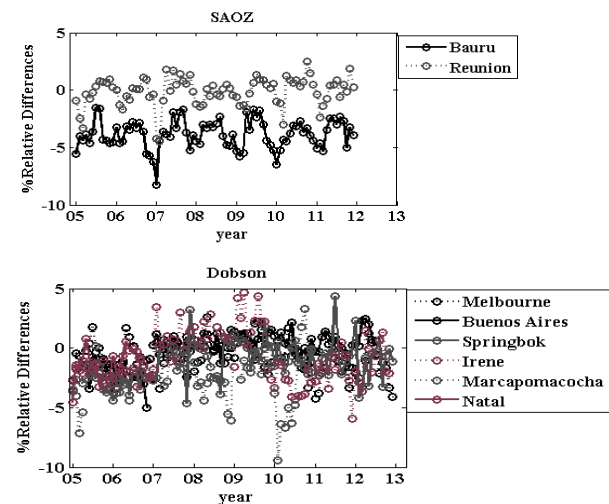 SAOZ
5
0
-5
-10
%Relative Differences
05 06 07 08 09 10 11 12 13
year
Bauru
Reunion
Dobson
5
0
-5
-10
%Relative Differences
05 06 07 08 09 10 11 12 13
year
Melbourne
Buenos Aires
Springbok
Irene
Marcapomacocha
Natal